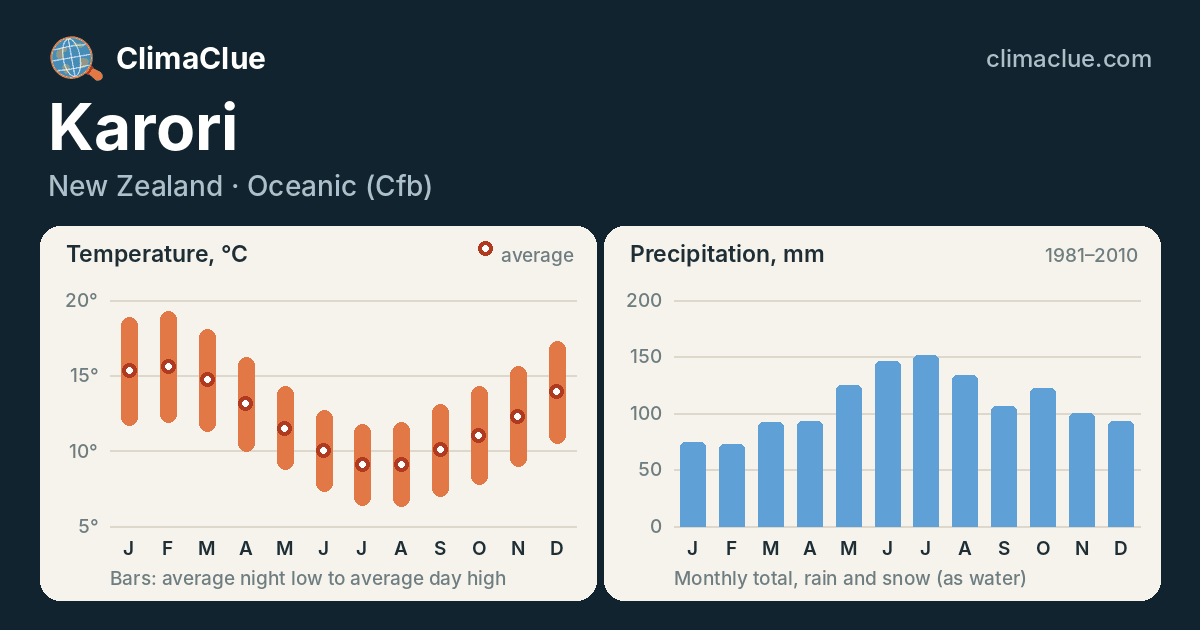 ClimaClue
climaclue.com
Karori
New Zealand · Oceanic (Cfb)
Temperature, °C
average
20°
15°
10°
5°
J F M A M J J A S O N D
Bars: average night low to average day high
Precipitation, mm
1981–2010
200
150
100
50
0
J F M A M J J A S O N D
Monthly total, rain and snow (as water)